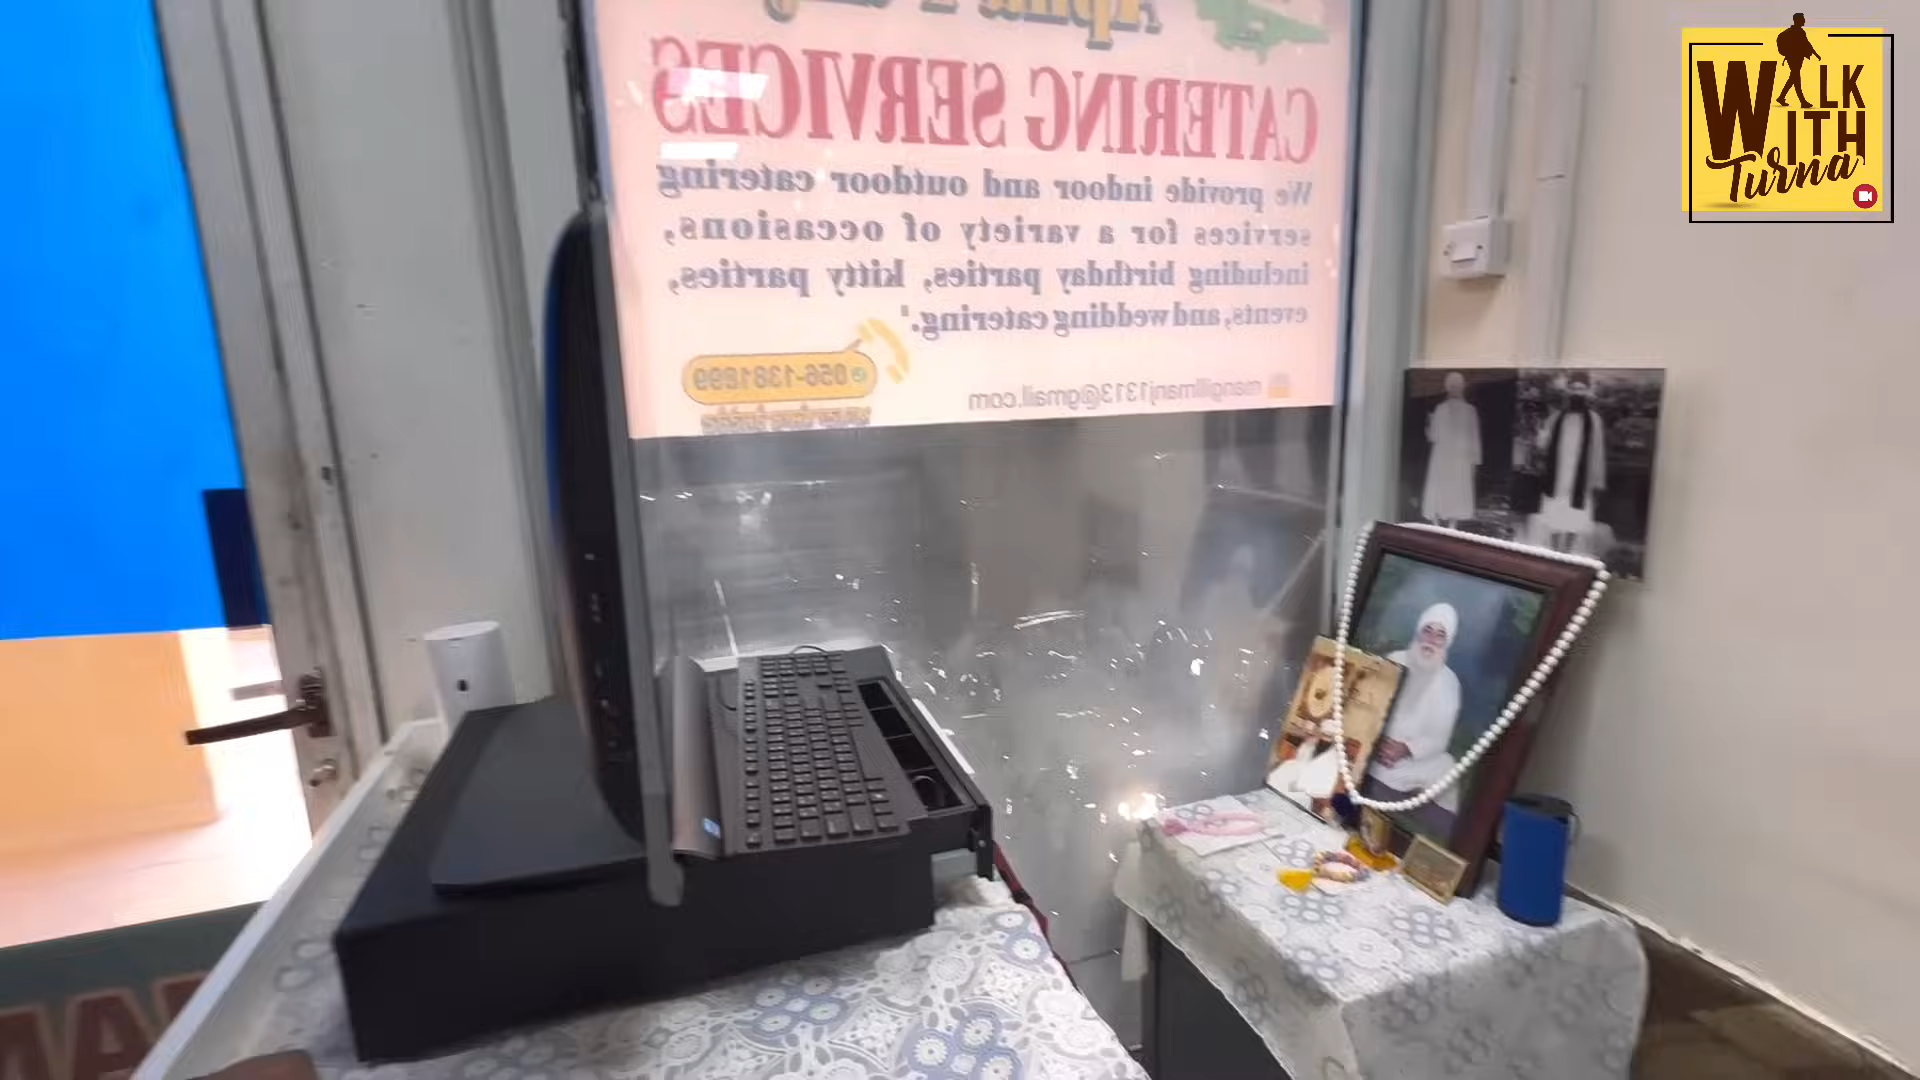 CATERING SERVICES
We provide indoor and outdoor catering
services for a variety of occasions,
including birthday parties, kitty parties,
events, and wedding catering.'
056-1381899
mangillmanj1313@gmail.com
WALK
WITH
Turna